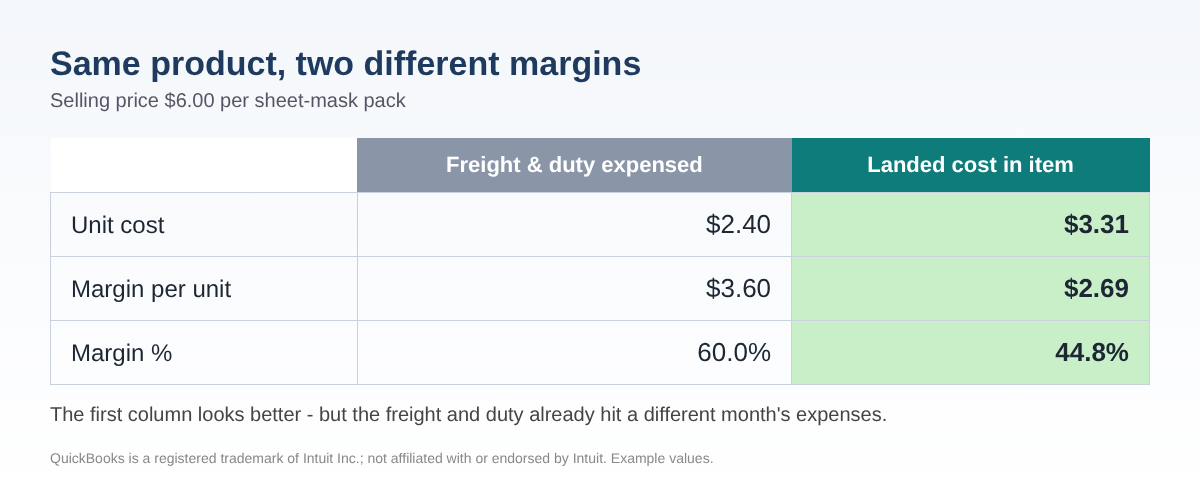 Same product, two different margins
Selling price $6.00 per sheet-mask pack
Freight & duty expensed Landed cost in item
Unit cost $2.40 $3.31
Margin per unit $3.60 $2.69
Margin % 60.0% 44.8%
The first column looks better - but the freight and duty already hit a different month's expenses.
QuickBooks is a registered trademark of Intuit Inc.; not affiliated with or endorsed by Intuit. Example values.